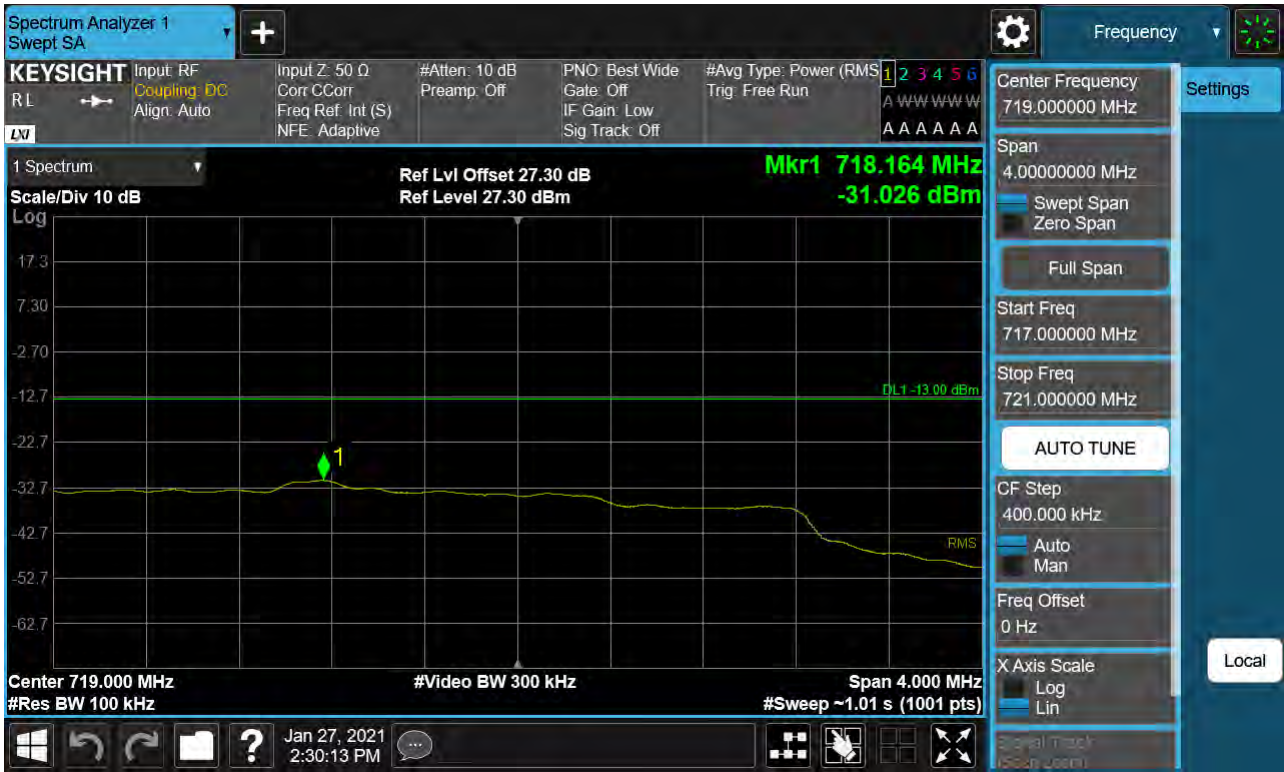 Spectrum Analyzer 1
Swept SA
+
Frequency
KEYSIGHT
RL
LXI
Input: RF
Coupling: DC
Align: Auto
Input Z: 50 Ω
Corr CCorr
Freq Ref: Int (S)
NFE: Adaptive
#Atten: 10 dB
Preamp: Off
PNO: Best Wide
Gate: Off
IF Gain: Low
Sig Track: Off
#Avg Type: Power (RMS
Trig: Free Run
1 2 3 4 5 6
A W W W W W
A A A A A A
1 Spectrum
Scale/Div 10 dB
Log
Ref Lvl Offset 27.30 dB
Ref Level 27.30 dBm
Mkr1 718.164 MHz
-31.026 dBm
17.3
7.30
-2.70
-12.7
-22.7
-32.7
-42.7
-52.7
-62.7
DL1 -13.00 dBm
1
RMS
Center 719.000 MHz
#Res BW 100 kHz
#Video BW 300 kHz
Span 4.000 MHz
#Sweep ~1.01 s (1001 pts)
Center Frequency
719.000000 MHz
Span
4.00000000 MHz
Swept Span
Zero Span
Full Span
Start Freq
717.000000 MHz
Stop Freq
721.000000 MHz
AUTO TUNE
CF Step
400.000 kHz
Auto
Man
Freq Offset
0 Hz
X Axis Scale
Log
Lin
Signal Track
(Span Zoom)
Settings
Local
?
Jan 27, 2021
2:30:13 PM